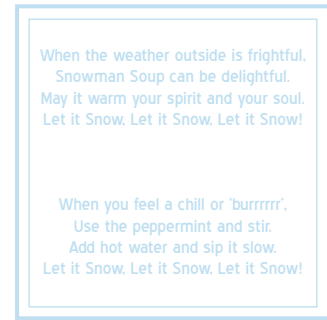 When the weather outside is frightful,
Snowman Soup can be delightful.
May it warm your spirit and your soul.
Let it Snow, Let it Snow, Let it Snow!
When you feel a chill or 'burrrrrr',
Use the peppermint and stir.
Add hot water and sip it slow.
Let it Snow, Let it Snow, Let it Snow!